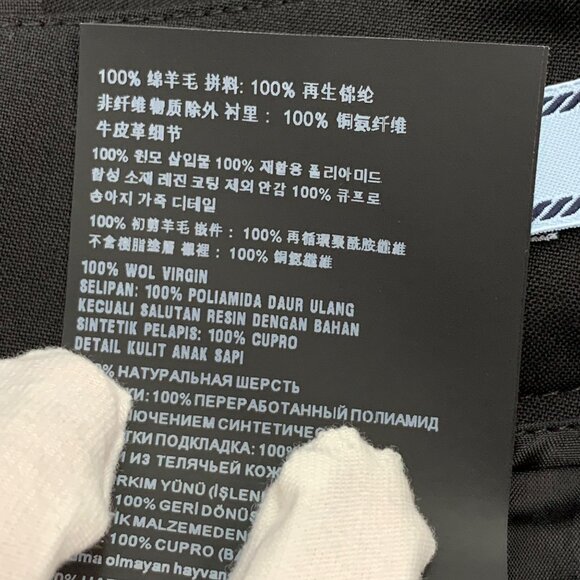 100% 绵羊毛 拼料: 100% 再生锦纶
非纤维物质除外 衬里: 100% 铜氨纤维
牛皮革细节
100% 윈모 삽입물 100% 재활용 폴리아미드
합성 소재 레진 코팅 제외 안감 100% 큐프로
송아지 가죽 디테일
100% 初剪羊毛 嵌件: 100% 再循環聚酰胺纖維
不含樹脂塗層 襯裡: 100% 銅氨纖維
100% WOL VIRGIN
SELIPAN: 100% POLIAMIDA DAUR ULANG
KECUALI SALUTAN RESIN DENGAN BAHAN
SINTETIK PELAPIS: 100% CUPRO
DETAIL KULIT ANAK SAPI
НАТУРАЛЬНАЯ ШЕРСТЬ
100% ПЕРЕРАБОТАННЫЙ ПОЛИАМИД
СИНТЕТИЧЕС
ПОДКЛАДКА: 100%
ИЗ ТЕЛЯЧЬЕЙ КОЖ
YÜNÜ (İŞLEN
100% GERİ DÖNÜ
MALZEMEDEN
100% CUPRO (B
olmayan hayvan